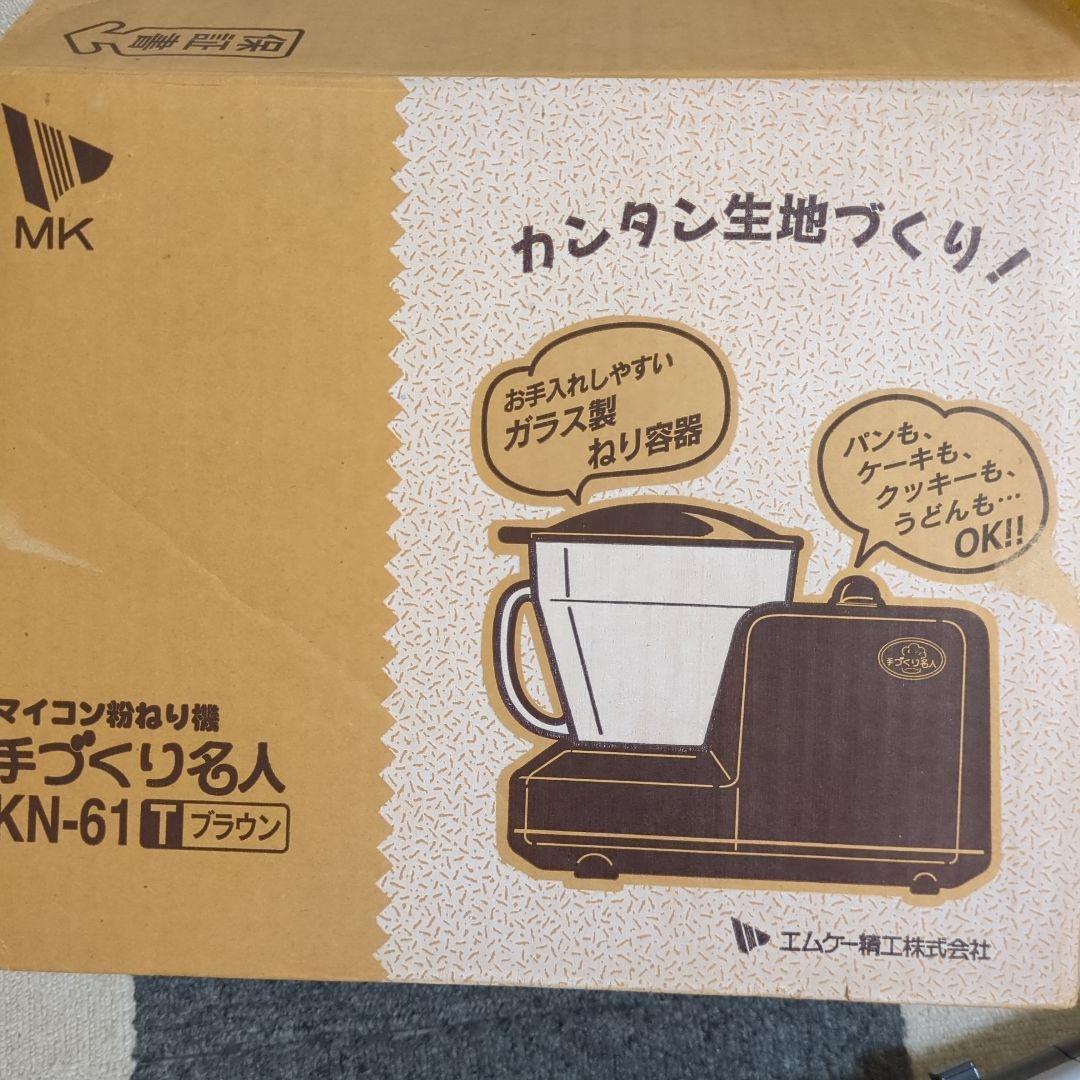 保証書
MK
カンタン生地づくり!
お手入れしやすい
ガラス製
ねり容器
パンも、
ケーキも、
クッキーも、
うどんも…
OK!!
手づくり名人
マイコン粉ねり機
手づくり名人
KN-61 T ブラウン
エムケー精工株式会社